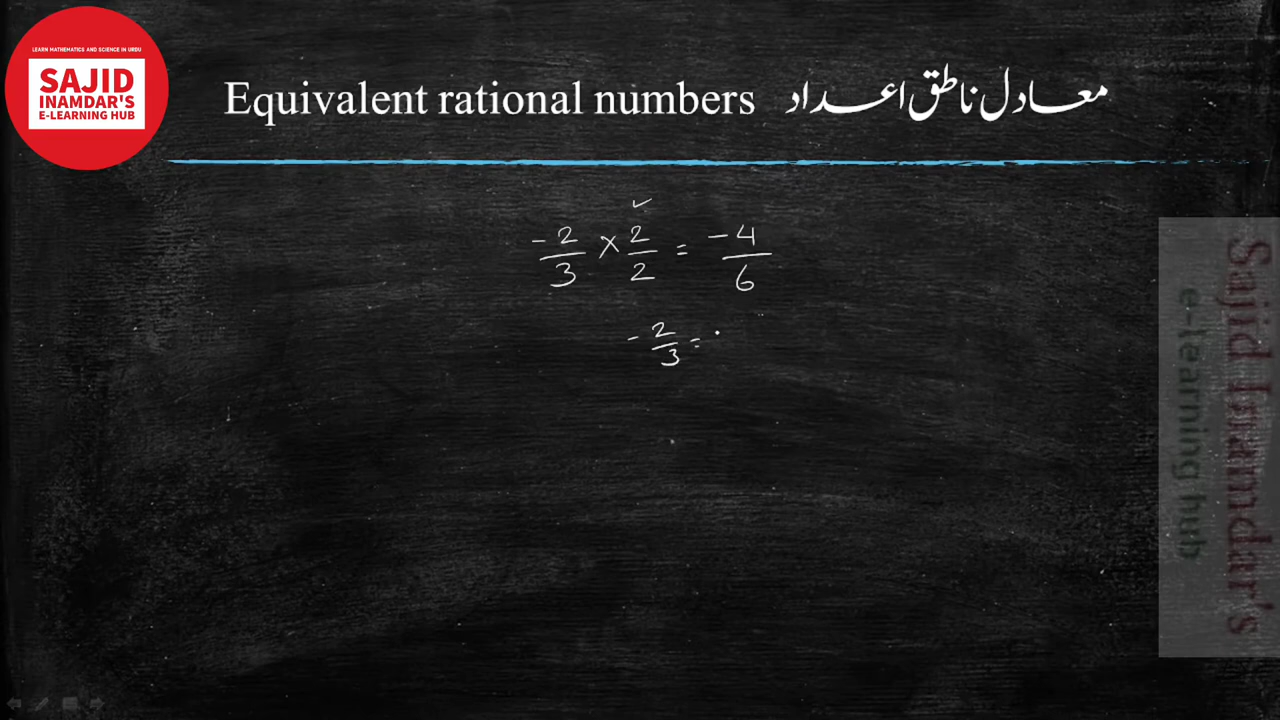 LEARN MATHEMATICS AND SCIENCE IN URDU
SAJID
INAMDAR'S
E-LEARNING HUB
Equivalent rational numbers معادل ناطق اعداد
-2/3 × 2/2 = -4/6
-2/3 =
Sajid Inamdar's
e-learning hub